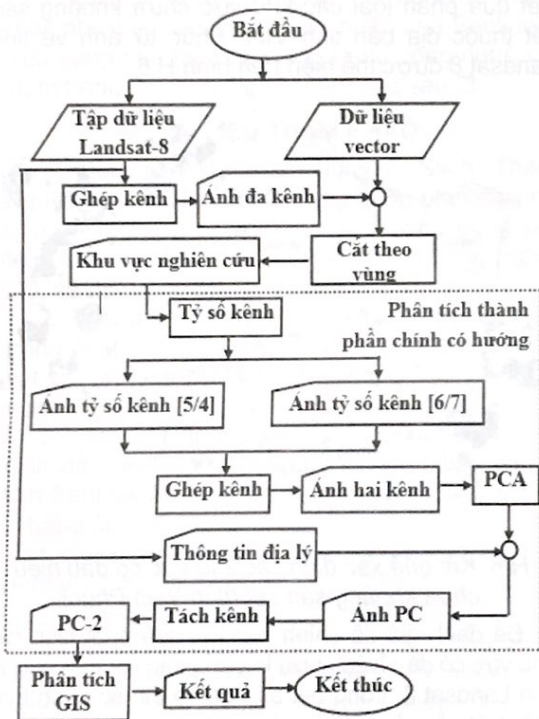 Bắt đầu
Tập dữ liệu
Landsat-8
Dữ liệu
vector
Ghép kênh
Ảnh đa kênh
Khu vực nghiên cứu
Cắt theo
vùng
Tỷ số kênh
Phân tích thành
phần chính có hướng
Ảnh tỷ số kênh [5/4]
Ảnh tỷ số kênh [6/7]
Ghép kênh
Ảnh hai kênh
PCA
Thông tin địa lý
PC-2
Tách kênh
Ảnh PC
Phân tích
GIS
Kết quả
Kết thúc